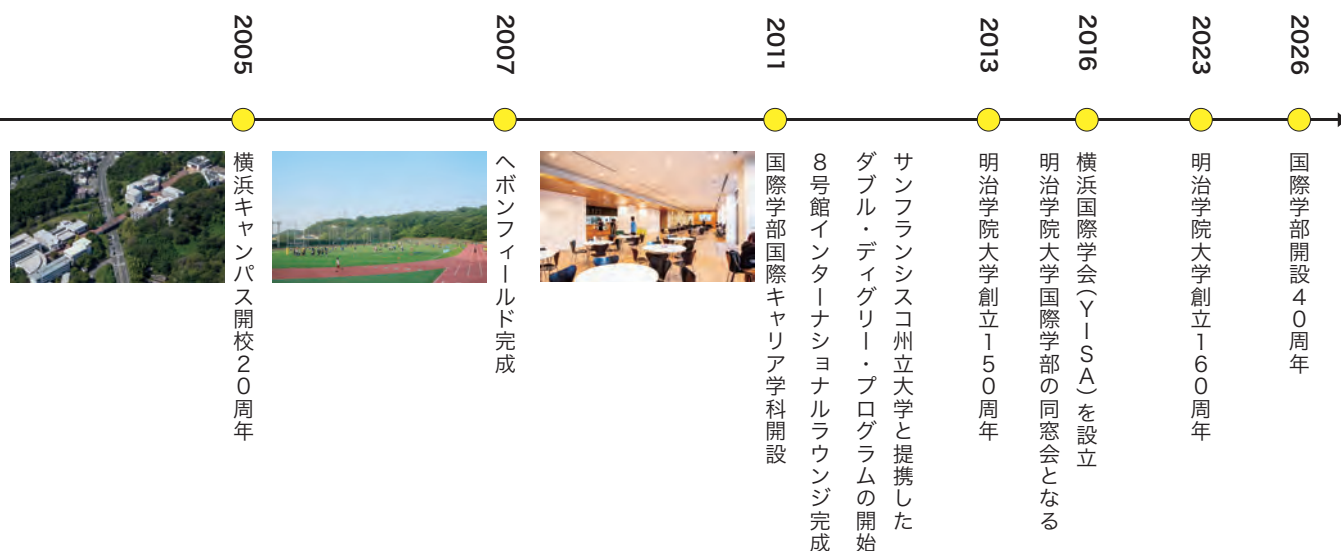 2005
横浜キャンパス開校20周年
2007
ヘボンフィールド完成
2011
国際学部国際キャリア学科開設
8号館インターナショナルラウンジ完成
サンフランシスコ州立大学と提携した
ダブル・ディグリー・プログラムの開始
2013
明治学院大学創立150周年
2016
横浜国際学会(YISA)を設立
明治学院大学国際学部の同窓会となる
2023
明治学院大学創立160周年
2026
国際学部開設40周年